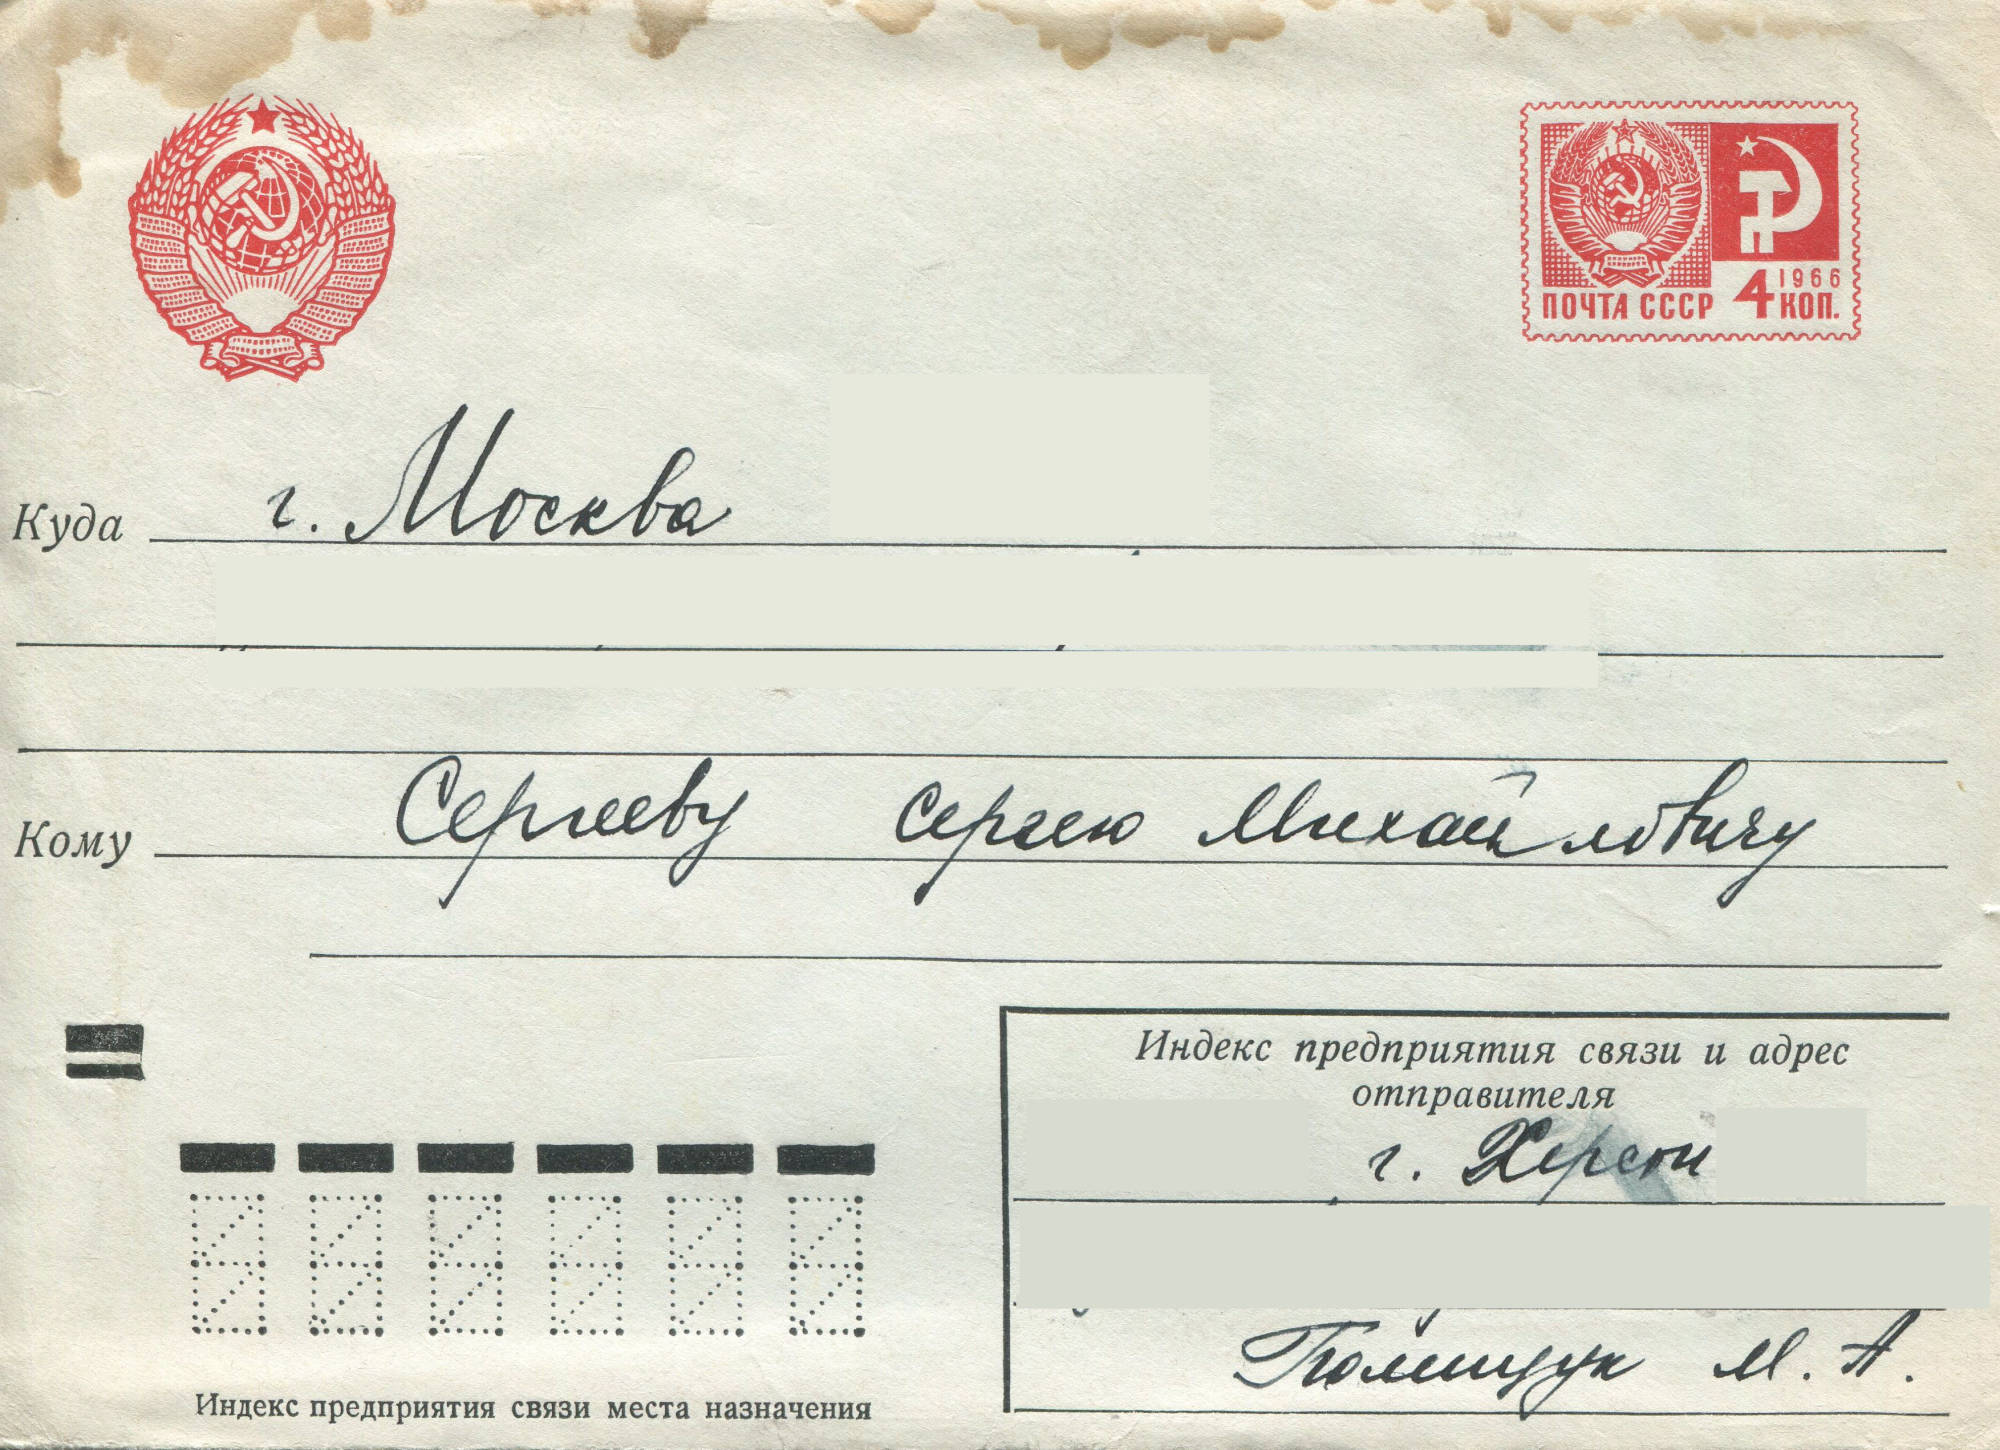 1966
ПОЧТА СССР 4 КОП.
г. Москва
Куда
Сергееву Сергею Михайловичу
Кому
Индекс предприятия связи и адрес
отправителя
г. Херсон
М. А.
Индекс предприятия связи места назначения